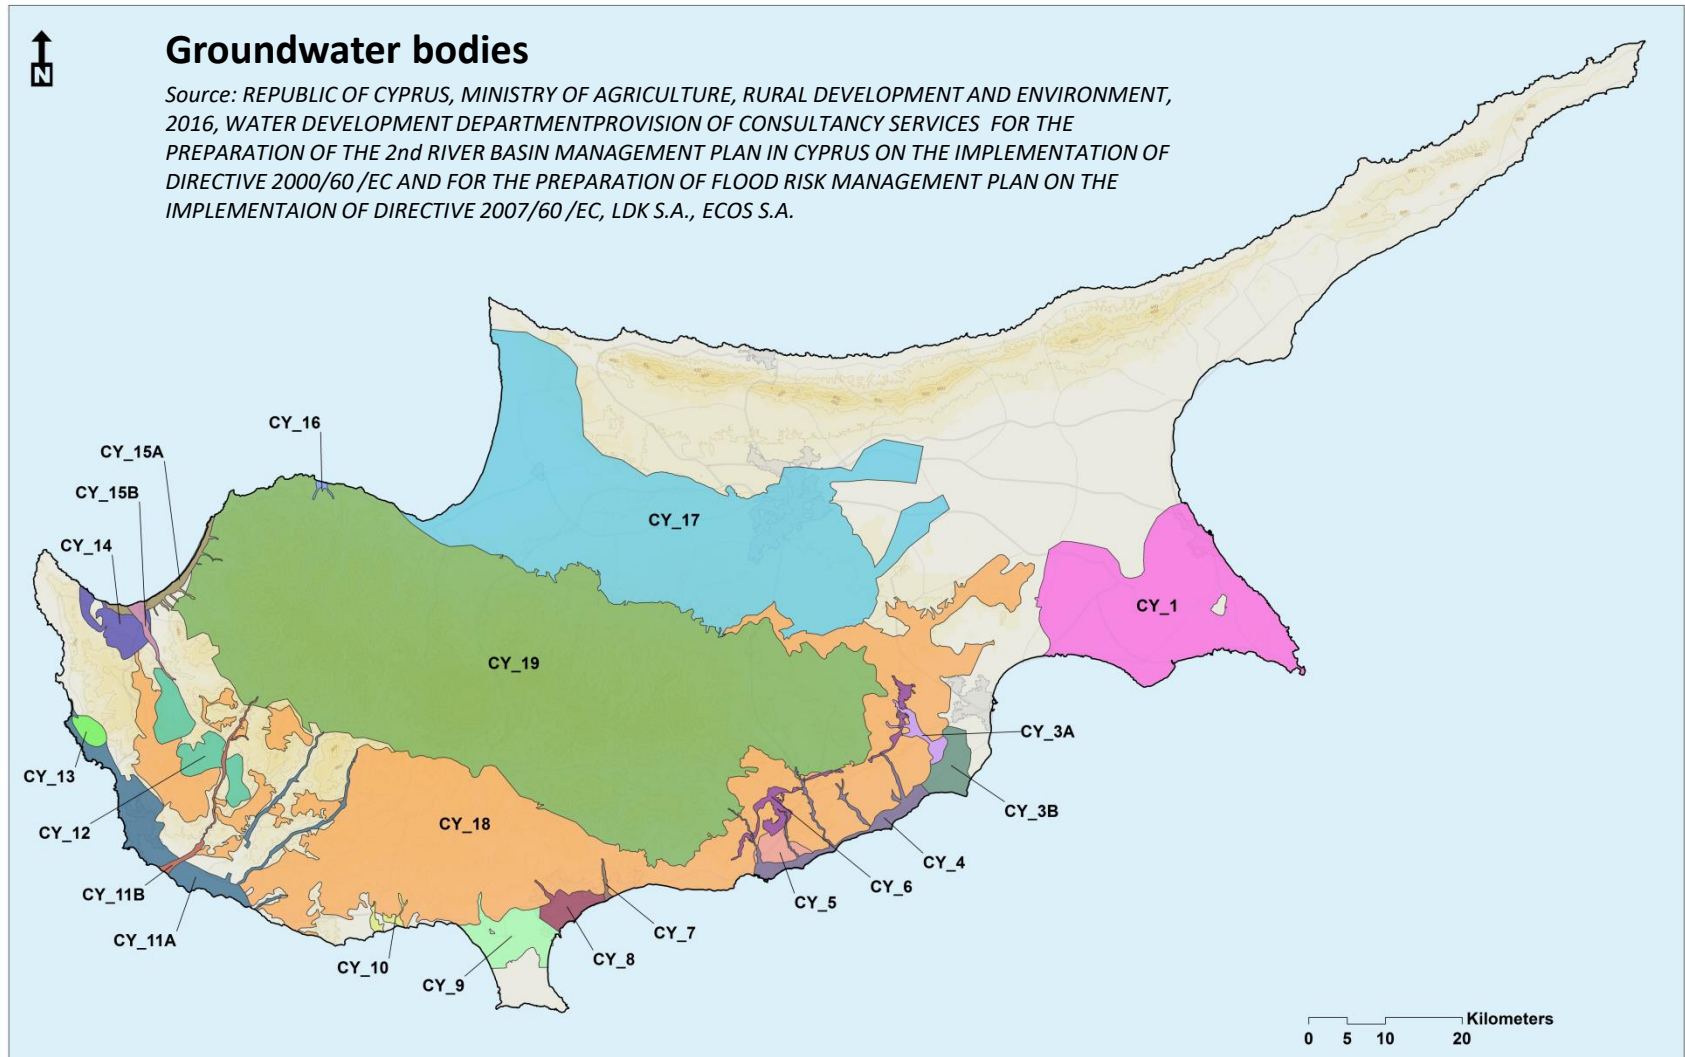 Groundwater bodies
N
Source: REPUBLIC OF CYPRUS, MINISTRY OF AGRICULTURE, RURAL DEVELOPMENT AND ENVIRONMENT,
2016, WATER DEVELOPMENT DEPARTMENTPROVISION OF CONSULTANCY SERVICES FOR THE
PREPARATION OF THE 2nd RIVER BASIN MANAGEMENT PLAN IN CYPRUS ON THE IMPLEMENTATION OF
DIRECTIVE 2000/60 /EC AND FOR THE PREPARATION OF FLOOD RISK MANAGEMENT PLAN ON THE
IMPLEMENTAION OF DIRECTIVE 2007/60 /EC, LDK S.A., ECOS S.A.
CY_16
CY_15A
CY_15B
CY_17
CY_14
CY_1
CY_19
CY_3A
CY_13
CY_3B
CY_18
CY_12
CY_4
CY_6
CY_11B
CY_5
CY_7
CY_11A
CY_8
CY_10
CY_9
Kilometers
0 5 10 20